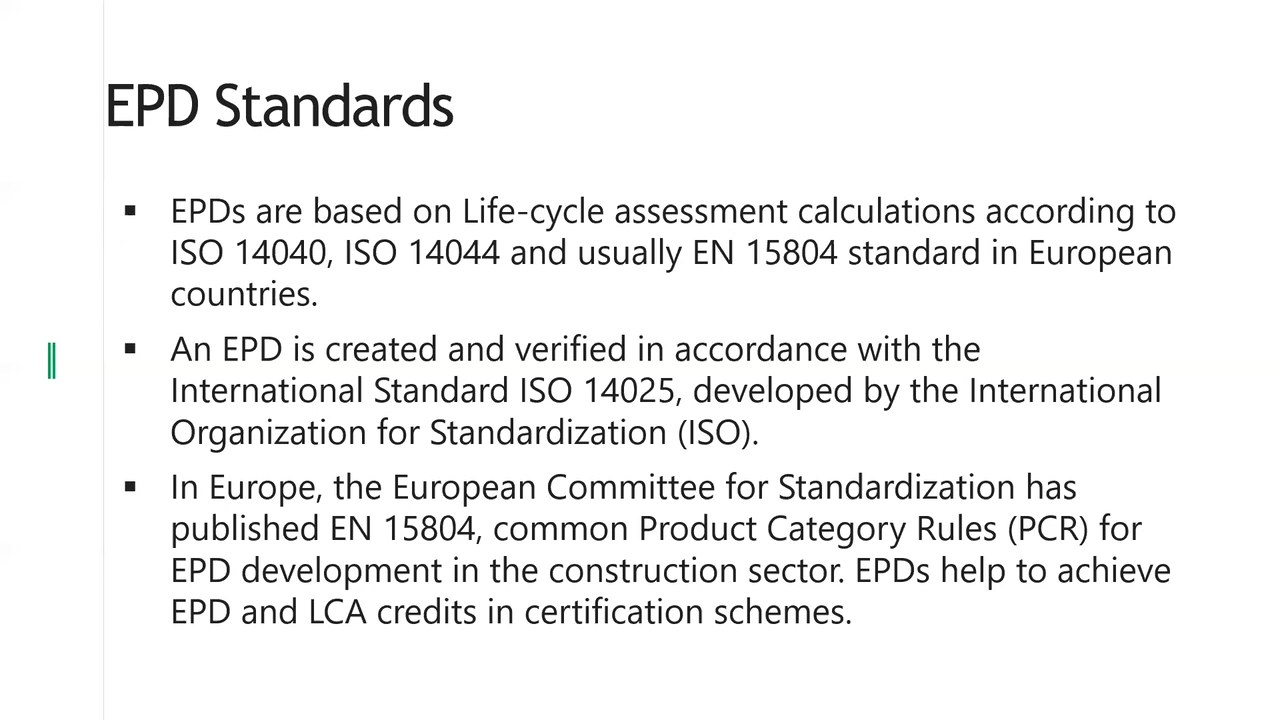 EPD Standards
▪ EPDs are based on Life-cycle assessment calculations according to
ISO 14040, ISO 14044 and usually EN 15804 standard in European
countries.
▪ An EPD is created and verified in accordance with the
International Standard ISO 14025, developed by the International
Organization for Standardization (ISO).
▪ In Europe, the European Committee for Standardization has
published EN 15804, common Product Category Rules (PCR) for
EPD development in the construction sector. EPDs help to achieve
EPD and LCA credits in certification schemes.